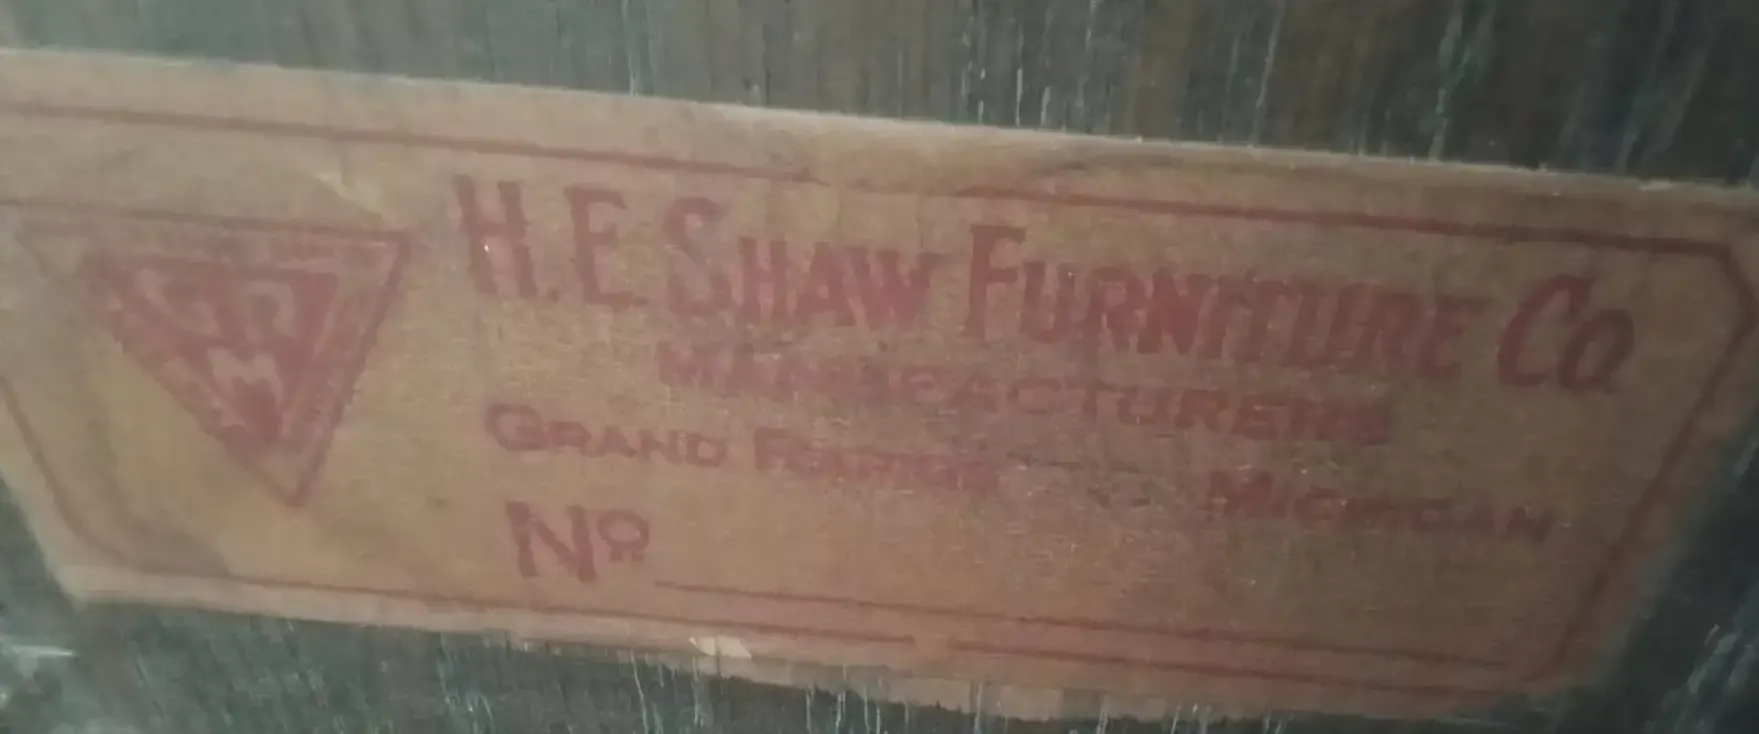 H. E. SHAW FURNITURE CO.
MANUFACTURERS
GRAND RAPIDS MICHIGAN
Nº